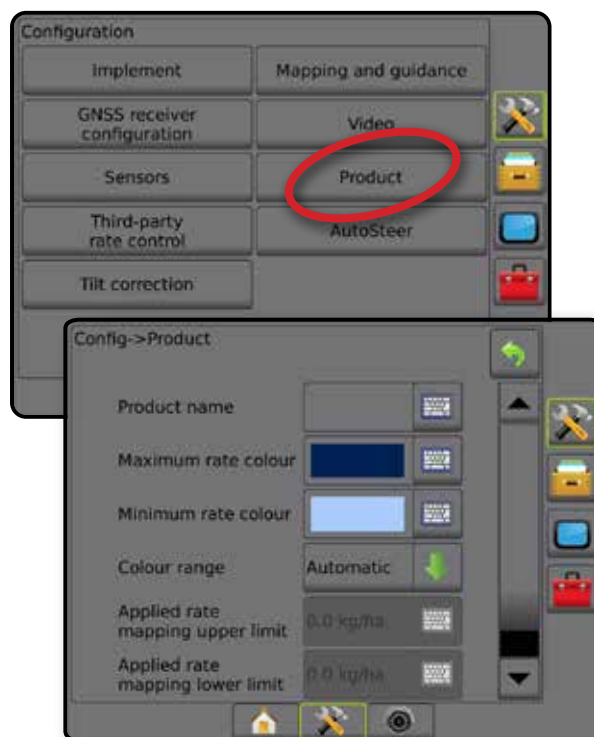 Configuration
Implement
Mapping and guidance
GNSS receiver
configuration
Video
Sensors
Product
Third-party
rate control
AutoSteer
Tilt correction
Config->Product
Product name
Maximum rate colour
Minimum rate colour
Colour range
Automatic
Applied rate
mapping upper limit
0.0 kg/ha
Applied rate
mapping lower limit
0.0 kg/ha